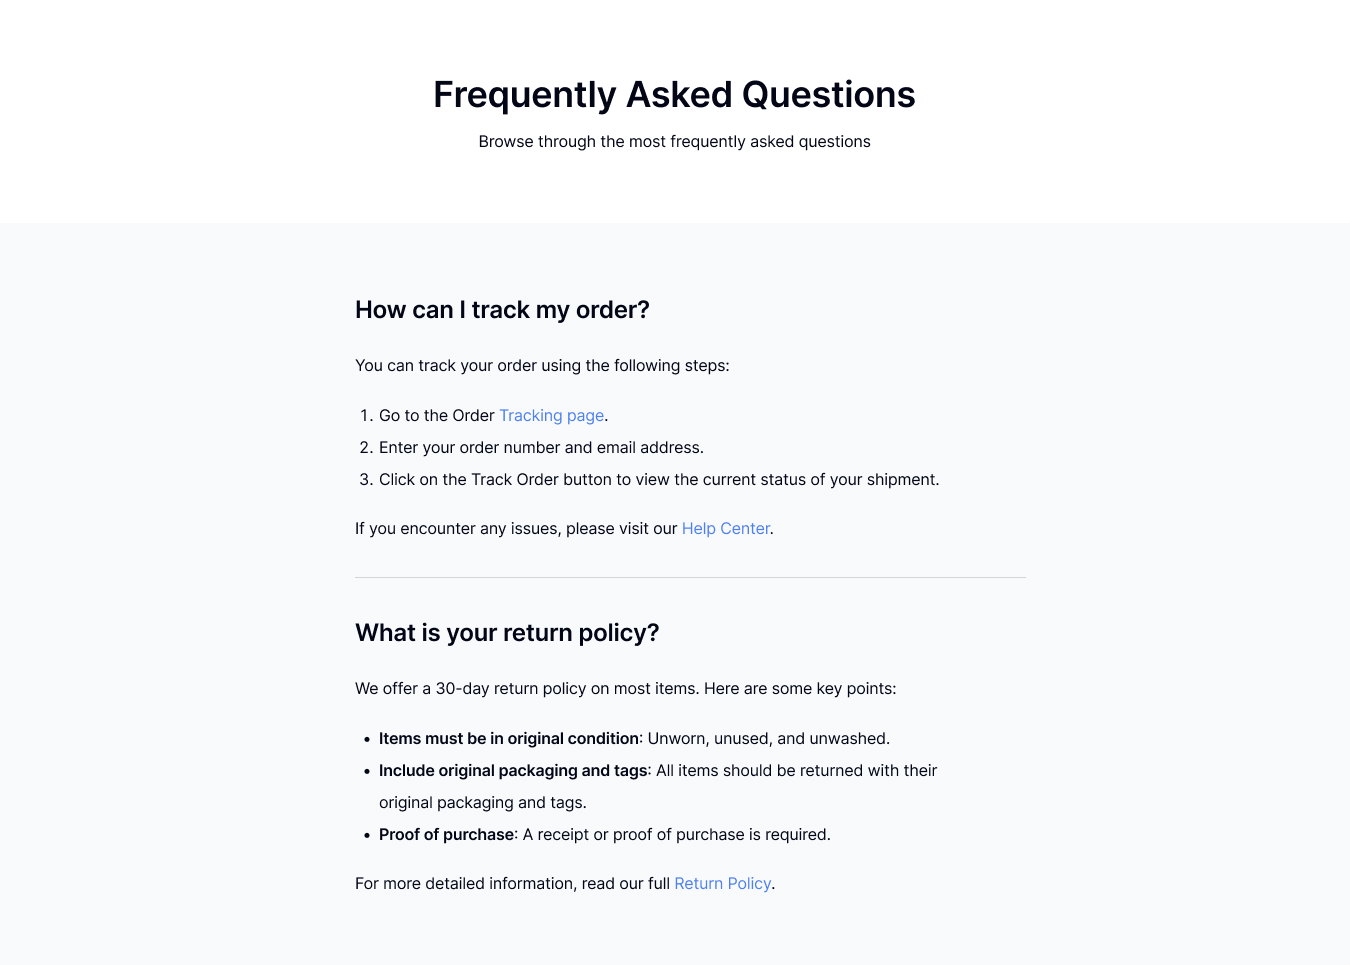 Frequently Asked Questions
Browse through the most frequently asked questions
How can I track my order?
You can track your order using the following steps:
1. Go to the Order Tracking page.
2. Enter your order number and email address.
3. Click on the Track Order button to view the current status of your shipment.
If you encounter any issues, please visit our Help Center.
What is your return policy?
We offer a 30-day return policy on most items. Here are some key points:
• Items must be in original condition: Unworn, unused, and unwashed.
• Include original packaging and tags: All items should be returned with their
original packaging and tags.
• Proof of purchase: A receipt or proof of purchase is required.
For more detailed information, read our full Return Policy.